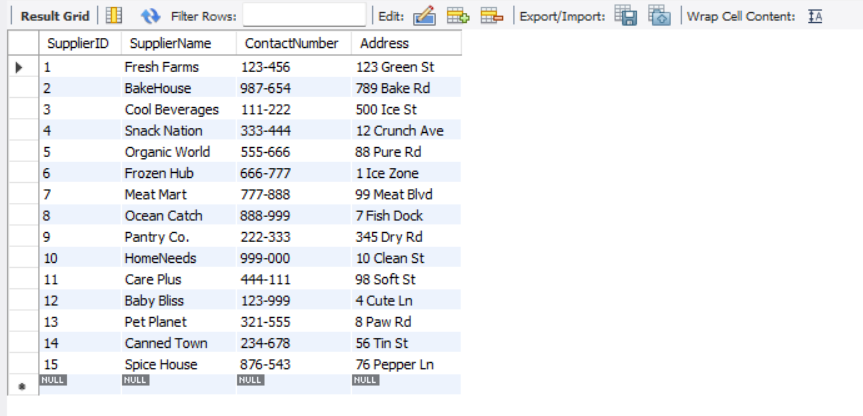 Result Grid Filter Rows: Edit: Export/Import: Wrap Cell Content: IA
SupplierID SupplierName ContactNumber Address
1 Fresh Farms 123-456 123 Green St
2 BakeHouse 987-654 789 Bake Rd
3 Cool Beverages 111-222 500 Ice St
4 Snack Nation 333-444 12 Crunch Ave
5 Organic World 555-666 88 Pure Rd
6 Frozen Hub 666-777 1 Ice Zone
7 Meat Mart 777-888 99 Meat Blvd
8 Ocean Catch 888-999 7 Fish Dock
9 Pantry Co. 222-333 345 Dry Rd
10 HomeNeeds 999-000 10 Clean St
11 Care Plus 444-111 98 Soft St
12 Baby Bliss 123-999 4 Cute Ln
13 Pet Planet 321-555 8 Paw Rd
14 Canned Town 234-678 56 Tin St
15 Spice House 876-543 76 Pepper Ln
NULL NULL NULL NULL